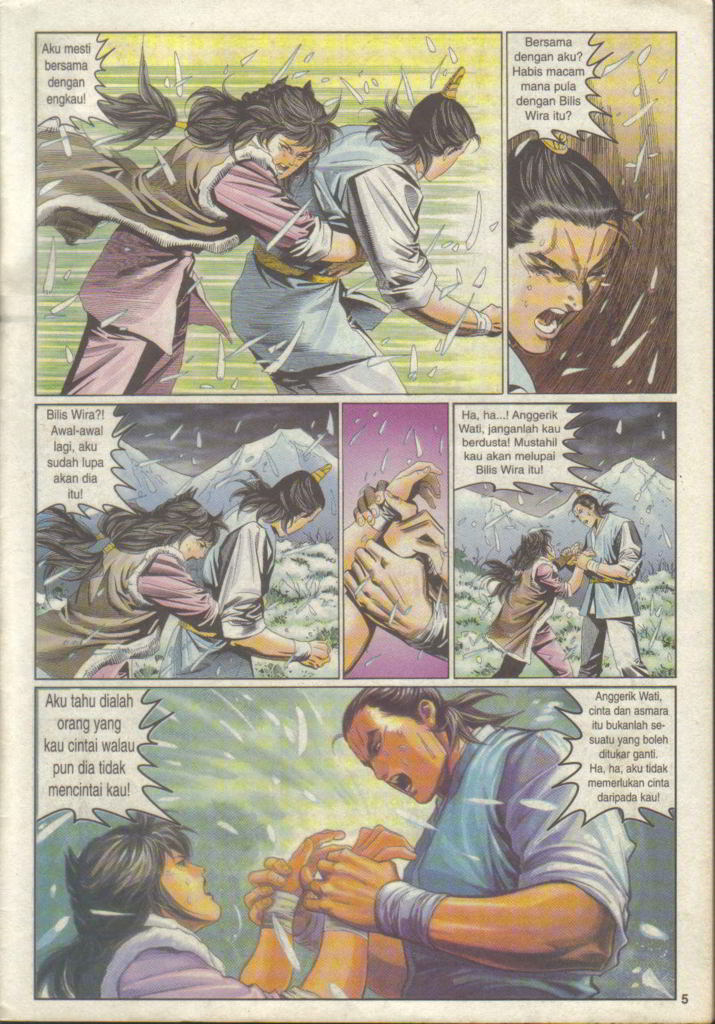 Aku mesti
bersama
dengan
engkau!
Bersama
dengan aku?
Habis macam
mana pula
dengan Bilis
Wira itu?
Bilis Wira?!
Awal-awal
lagi, aku
sudah lupa
akan dia
itu!
Ha, ha...! Anggerik
Wati, janganlah kau
berdusta! Mustahil
kau akan melupai
Bilis Wira itu!
Aku tahu dialah
orang yang
kau cintai walau
pun dia tidak
mencintai kau!
Anggerik Wati,
cinta dan asmara
itu bukanlah se-
suatu yang boleh
ditukar ganti.
Ha, ha, aku tidak
memerlukan cinta
daripada kau!
5